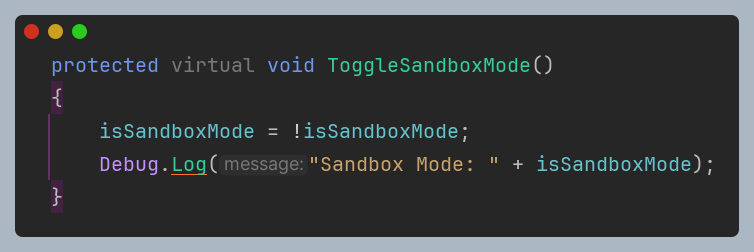 protected virtual void ToggleSandboxMode()
{
isSandboxMode = !isSandboxMode;
Debug.Log(message:"Sandbox Mode: " + isSandboxMode);
}